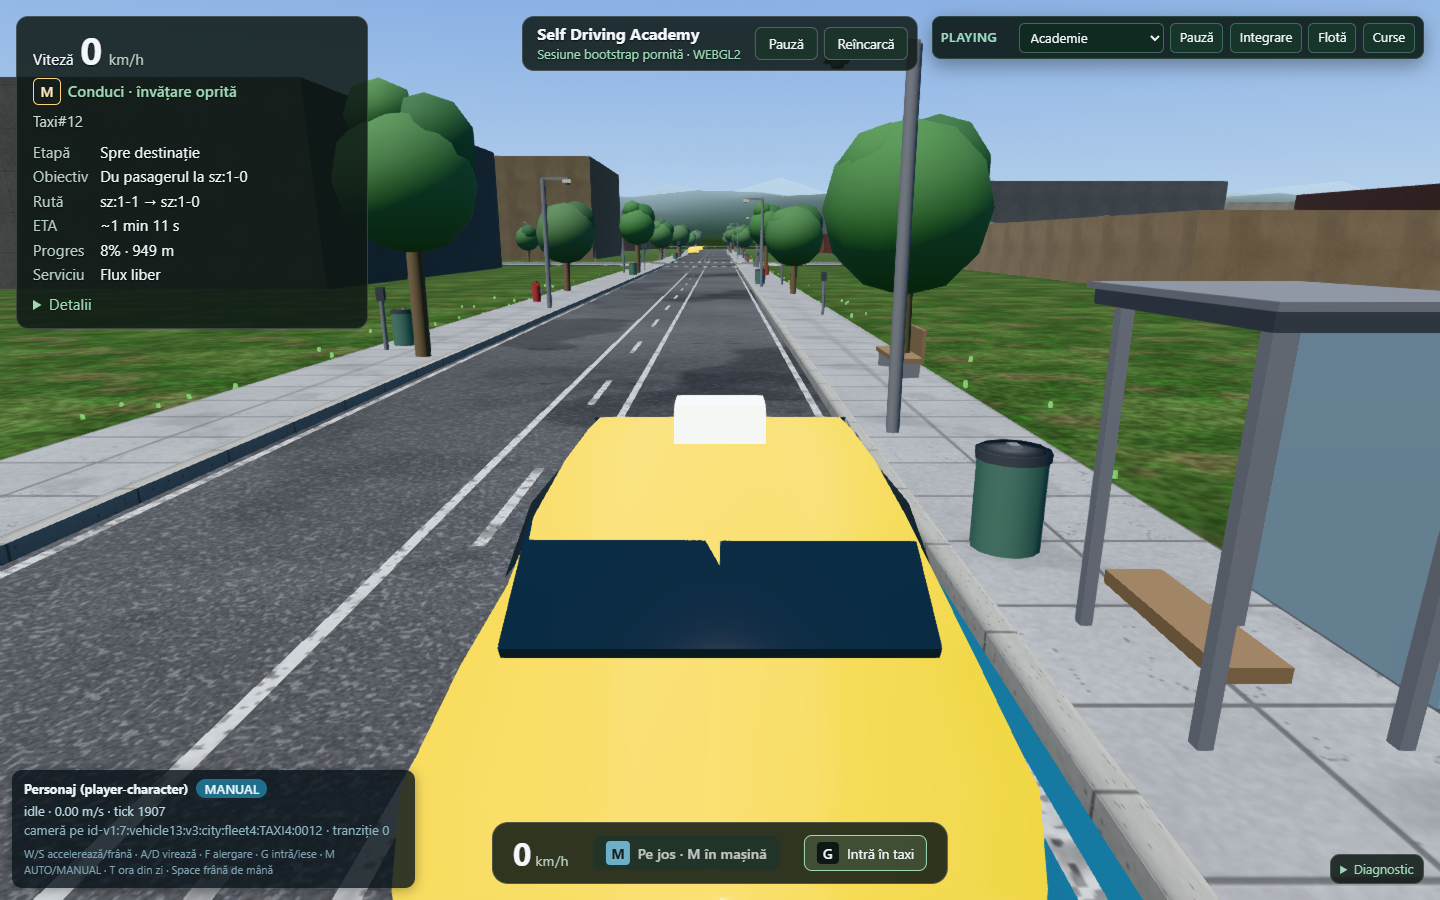 Viteză 0 km/h
M Conduci · învățare oprită
Taxi#12
Etapă Spre destinație
Obiectiv Du pasagerul la sz:1-0
Rută sz:1-1 → sz:1-0
ETA ~1 min 11 s
Progres 8% · 949 m
Serviciu Flux liber
▶ Detalii
Self Driving Academy
Sesiune bootstrap pornită · WEBGL2
Pauză
Reîncarcă
PLAYING
Academie
Pauză
Integrare
Flotă
Curse
Personaj (player-character) MANUAL
idle · 0.00 m/s · tick 1907
cameră pe id-v1:7:vehicle13:v3:city:fleet4:TAXI4:0012 · tranziție 0
W/S accelerează/frână · A/D virează · F alergare · G intră/iese · M
AUTO/MANUAL · T ora din zi · Space frână de mână
0 km/h
M Pe jos · M în mașină
G Intră în taxi
▶ Diagnostic